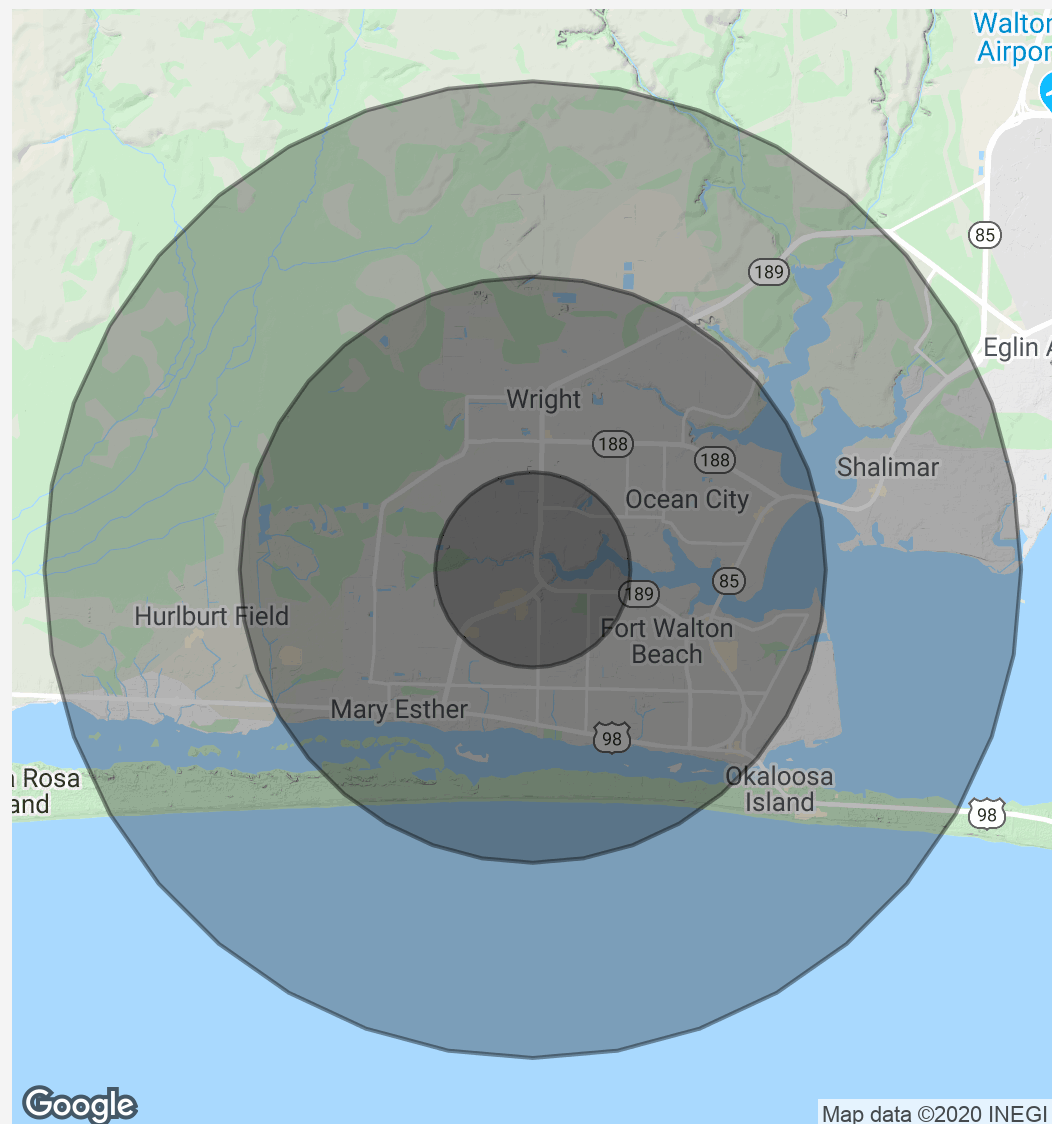 Walton
Airpor
85
189
Eglin A
Wright
188
188
Shalimar
Ocean City
85
189
Hurlburt Field
Fort Walton
Beach
Mary Esther
98
a Rosa
and
Okaloosa
Island
98
Google
Map data ©2020 INEGI